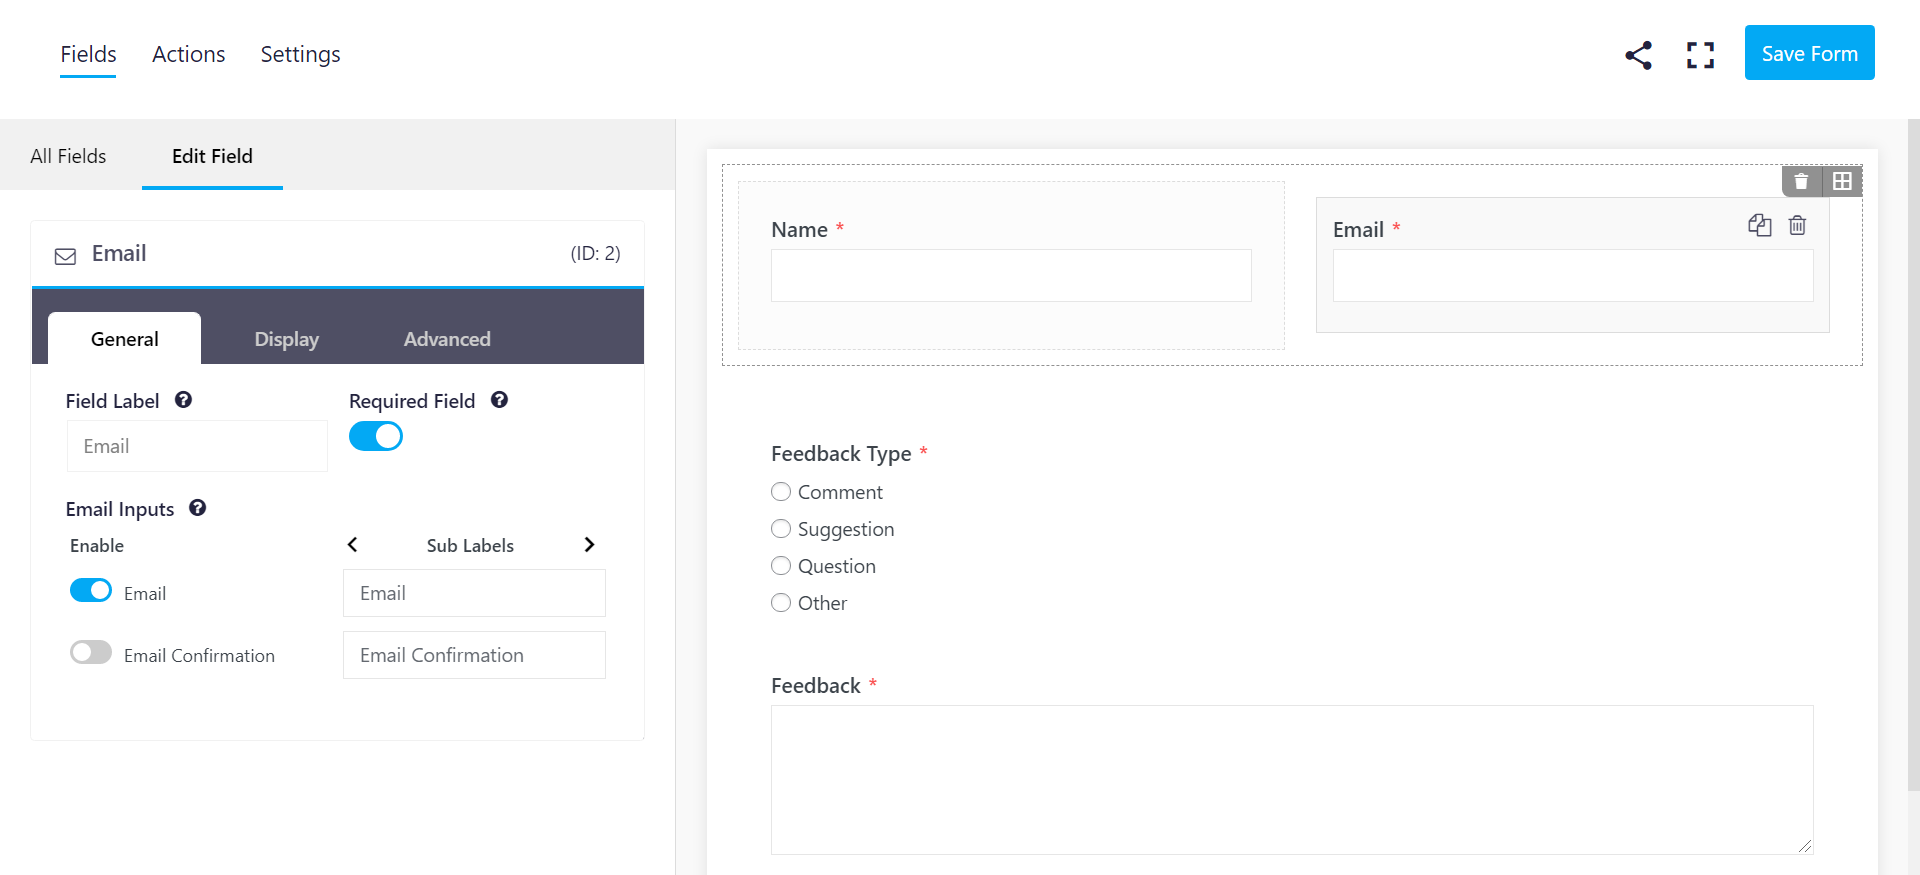 Fields Actions Settings Save Form
All Fields Edit Field
Email (ID: 2)
General Display Advanced
Field Label Required Field
Email
Email Inputs
Enable Sub Labels
Email Email
Email Confirmation Email Confirmation
Name * Email *
Feedback Type *
Comment
Suggestion
Question
Other
Feedback *